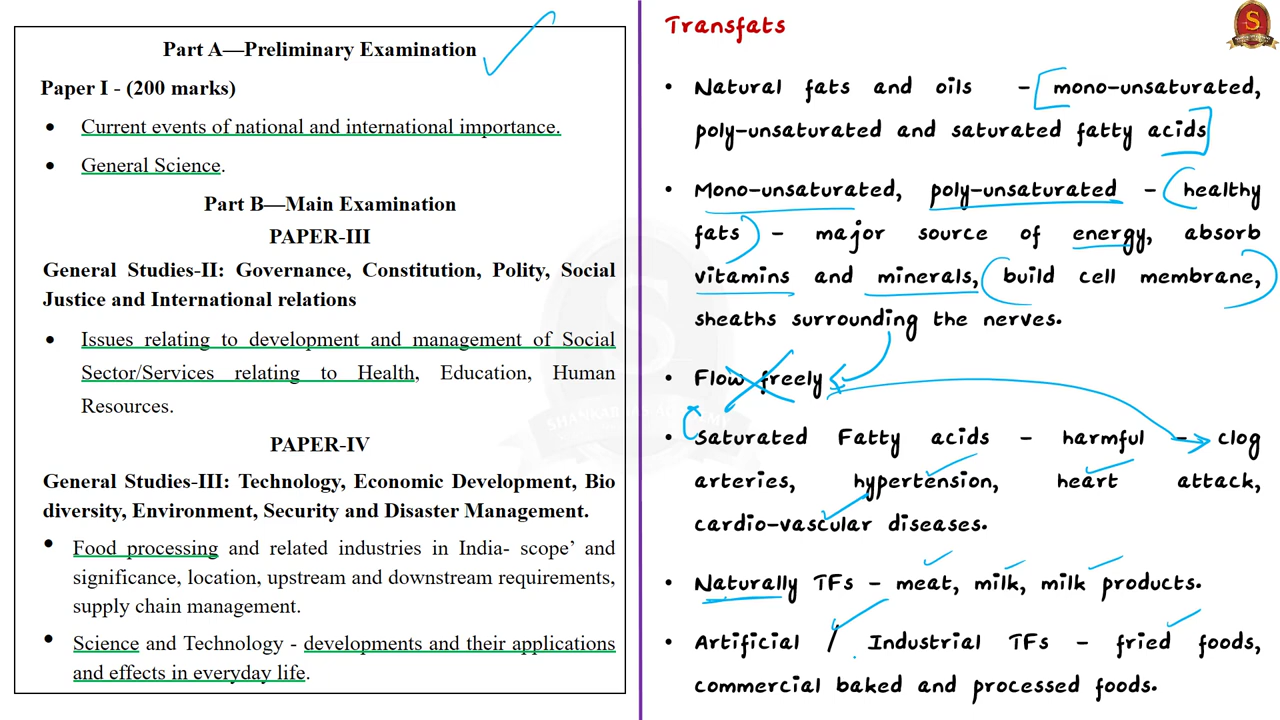 Part A—Preliminary Examination
Paper I - (200 marks)
• Current events of national and international importance.
• General Science.
Part B—Main Examination
PAPER-III
General Studies-II: Governance, Constitution, Polity, Social
Justice and International relations
• Issues relating to development and management of Social
Sector/Services relating to Health, Education, Human
Resources.
PAPER-IV
General Studies-III: Technology, Economic Development, Bio
diversity, Environment, Security and Disaster Management.
• Food processing and related industries in India- scope’ and
significance, location, upstream and downstream requirements,
supply chain management.
• Science and Technology - developments and their applications
and effects in everyday life.
Transfats
• Natural fats and oils - mono-unsaturated,
poly-unsaturated and saturated fatty acids
• Mono-unsaturated, poly-unsaturated - healthy
fats - major source of energy, absorb
vitamins and minerals, build cell membrane,
sheaths surrounding the nerves.
• Flow freely
• Saturated Fatty acids - harmful - clog
arteries, hypertension, heart attack,
cardio-vascular diseases.
• Naturally TFs - meat, milk, milk products.
• Artificial / Industrial TFs - fried foods,
commercial baked and processed foods.
S
SHANKAR IAS ACADEMY